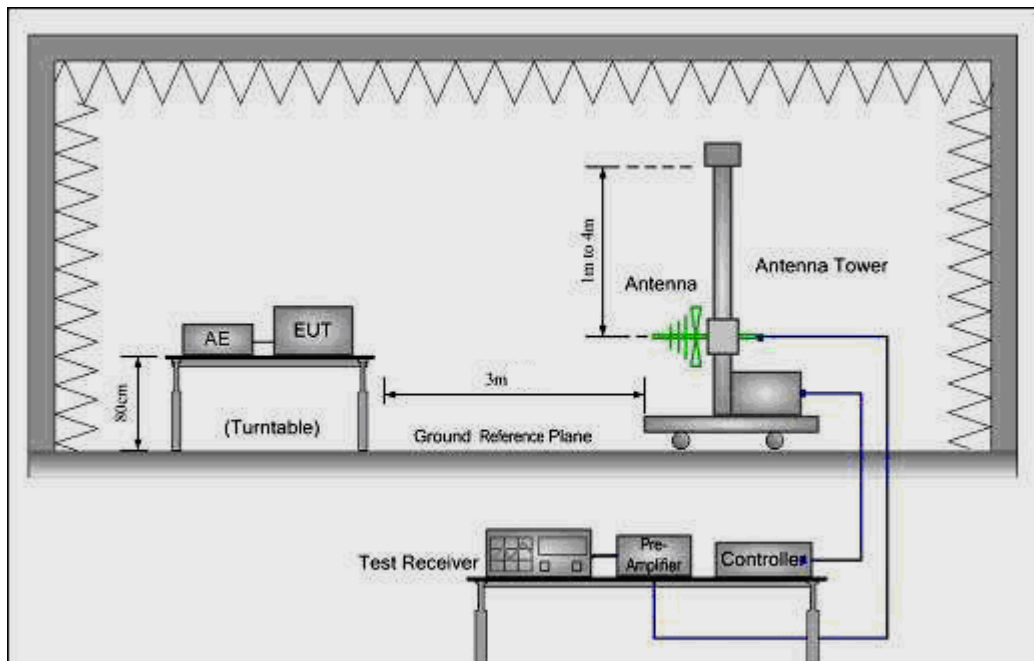 1m to 4m
Antenna
Antenna Tower
AE
EUT
80cm
3m
(Turntable)
Ground Reference Plane
Test Receiver
Pre-
Amplifier
Controller